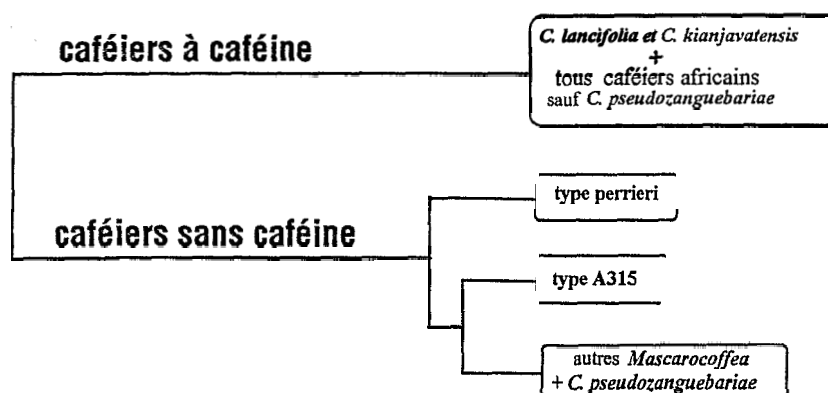 caféiers à caféine
C. lancifolia et C. kianjavatensis
+
tous caféiers africains
sauf C. pseudozanguebariae
type perrieri
caféiers sans caféine
type A315
autres Mascarocoffea
+ C. pseudozanguebariae